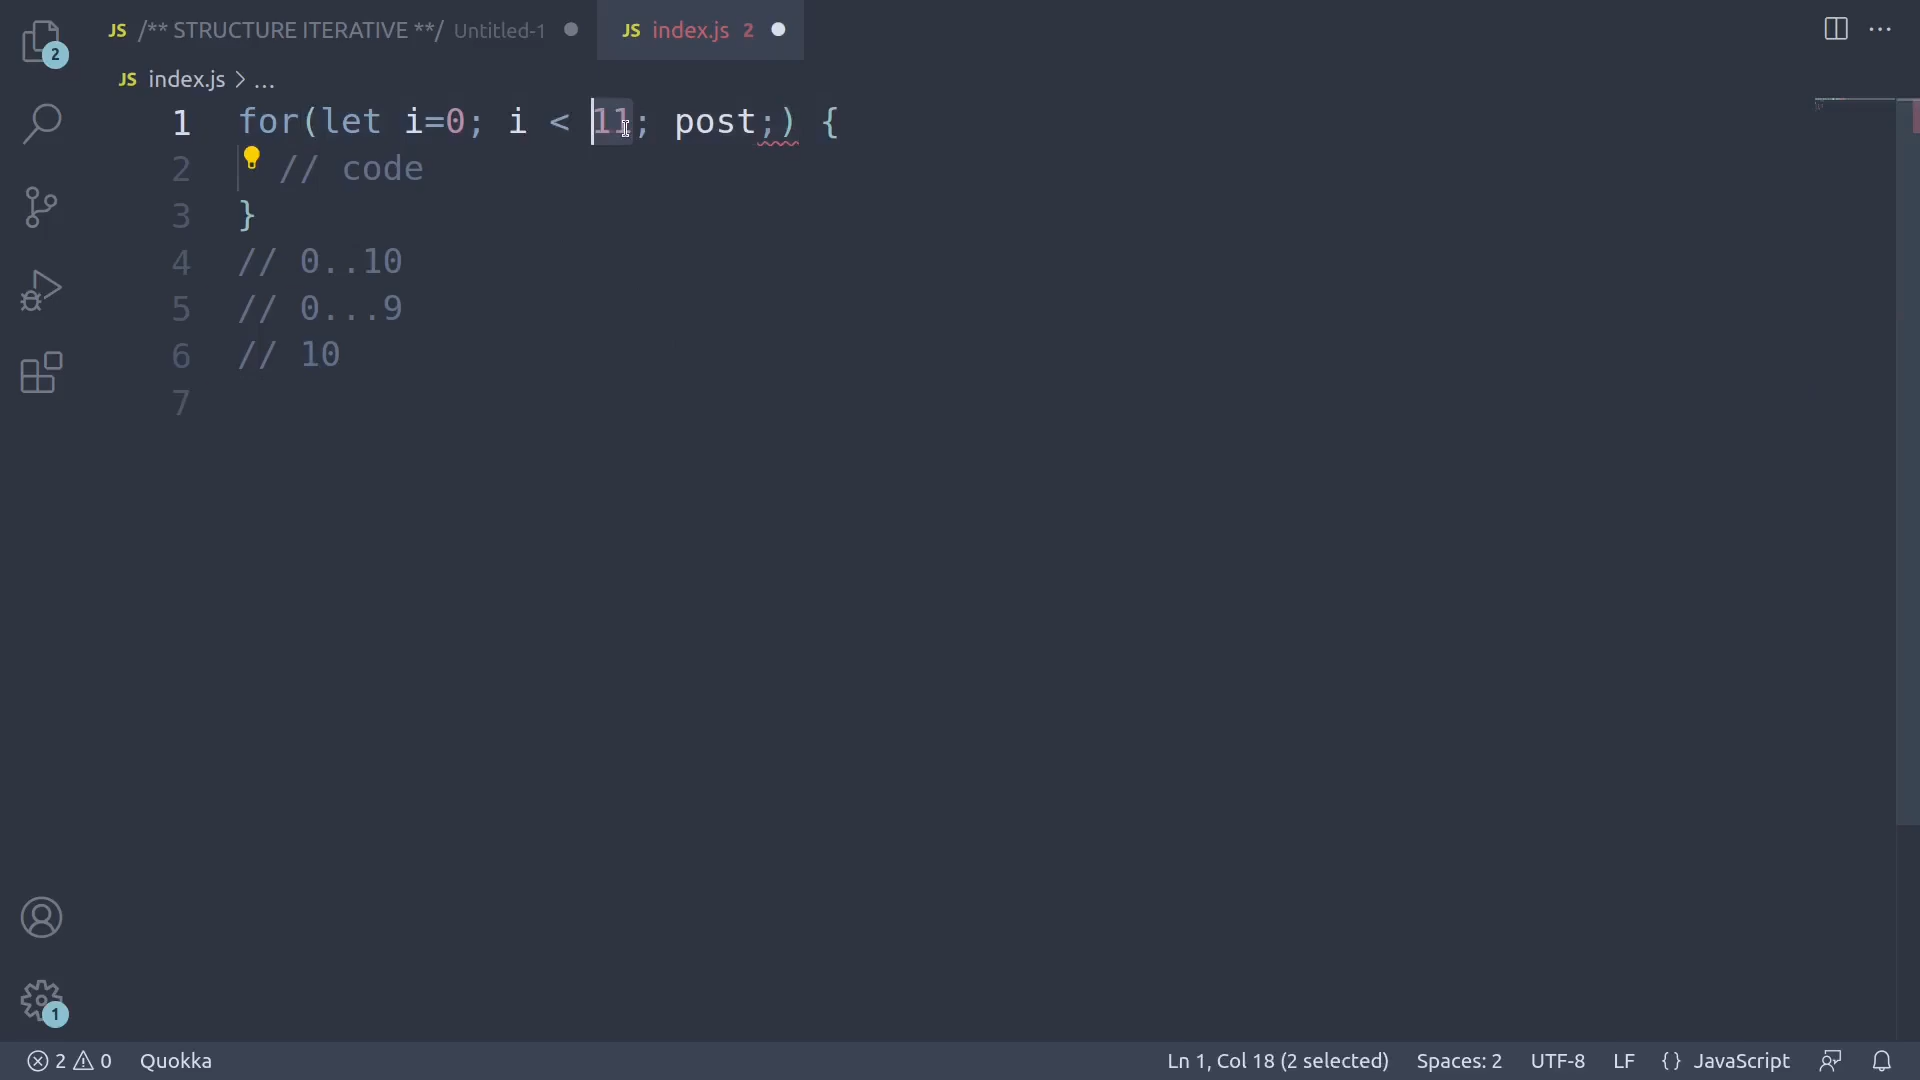 2
JS /** STRUCTURE ITERATIVE **/ Untitled-1
JS index.js 2
JS index.js > ...
1 for(let i=0; i < 11; post;) {
2 // code
3 }
4 // 0..10
5 // 0...9
6 // 10
7
1
2 0 Quokka Ln 1, Col 18 (2 selected) Spaces: 2 UTF-8 LF {} JavaScript